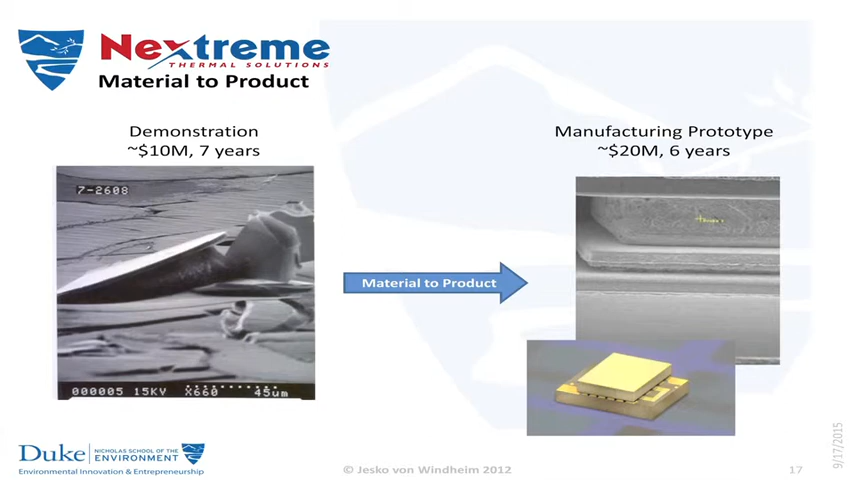 Nextreme
THERMAL SOLUTIONS
Material to Product
Demonstration
~$10M, 7 years
Manufacturing Prototype
~$20M, 6 years
7-2608
Material to Product
000005 15KV X660 45um
Duke
NICHOLAS SCHOOL OF THE
ENVIRONMENT
Environmental Innovation & Entrepreneurship
© Jesko von Windheim 2012
17
9/17/2015